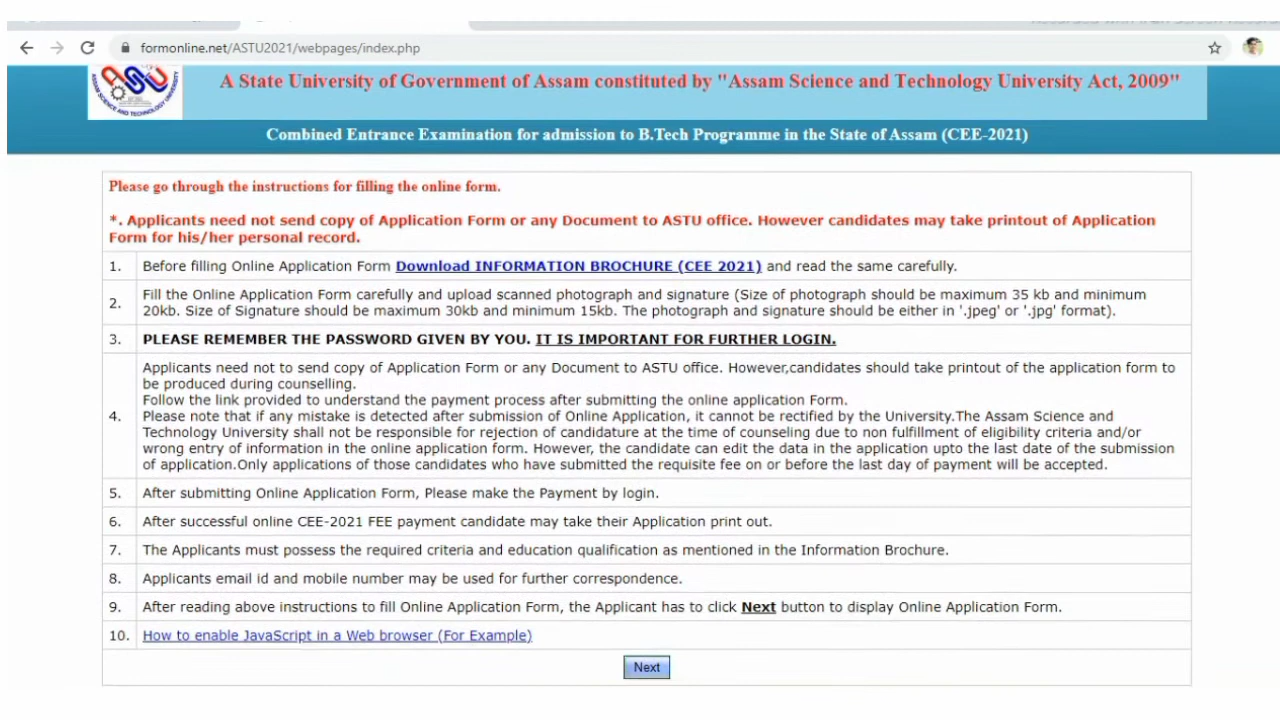 formonline.net/ASTU2021/webpages/index.php
A State University of Government of Assam constituted by "Assam Science and Technology University Act, 2009"
ASSAM SCIENCE AND TECHNOLOGY UNIVERSITY
Combined Entrance Examination for admission to B.Tech Programme in the State of Assam (CEE-2021)
Please go through the instructions for filling the online form.
*. Applicants need not send copy of Application Form or any Document to ASTU office. However candidates may take printout of Application
Form for his/her personal record.
1. Before filling Online Application Form Download INFORMATION BROCHURE (CEE 2021) and read the same carefully.
2. Fill the Online Application Form carefully and upload scanned photograph and signature (Size of photograph should be maximum 35 kb and minimum
20kb. Size of Signature should be maximum 30kb and minimum 15kb. The photograph and signature should be either in '.jpeg' or '.jpg' format).
3. PLEASE REMEMBER THE PASSWORD GIVEN BY YOU. IT IS IMPORTANT FOR FURTHER LOGIN.
4. Applicants need not to send copy of Application Form or any Document to ASTU office. However,candidates should take printout of the application form to
be produced during counselling.
Follow the link provided to understand the payment process after submitting the online application Form.
Please note that if any mistake is detected after submission of Online Application, it cannot be rectified by the University.The Assam Science and
Technology University shall not be responsible for rejection of candidature at the time of counseling due to non fulfillment of eligibility criteria and/or
wrong entry of information in the online application form. However, the candidate can edit the data in the application upto the last date of the submission
of application.Only applications of those candidates who have submitted the requisite fee on or before the last day of payment will be accepted.
5. After submitting Online Application Form, Please make the Payment by login.
6. After successful online CEE-2021 FEE payment candidate may take their Application print out.
7. The Applicants must possess the required criteria and education qualification as mentioned in the Information Brochure.
8. Applicants email id and mobile number may be used for further correspondence.
9. After reading above instructions to fill Online Application Form, the Applicant has to click Next button to display Online Application Form.
10. How to enable JavaScript in a Web browser (For Example)
Next